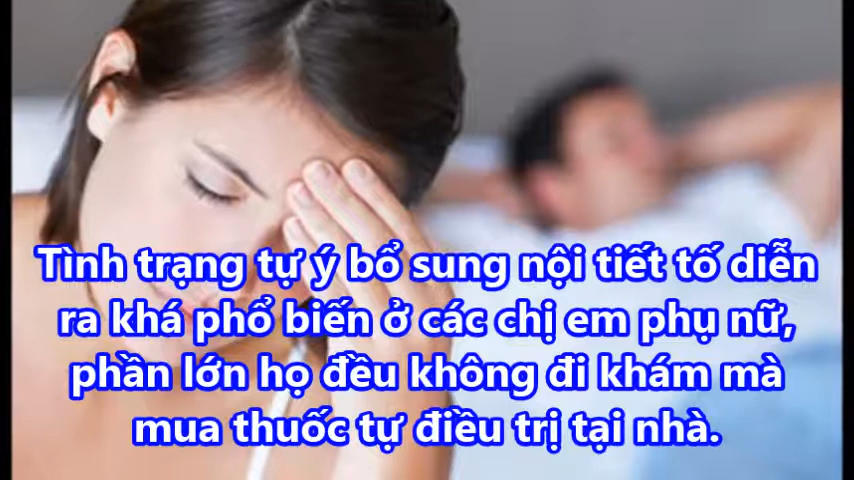 Tình trạng tự ý bổ sung nội tiết tố diễn
ra khá phổ biến ở các chị em phụ nữ,
phần lớn họ đều không đi khám mà
mua thuốc tự điều trị tại nhà.